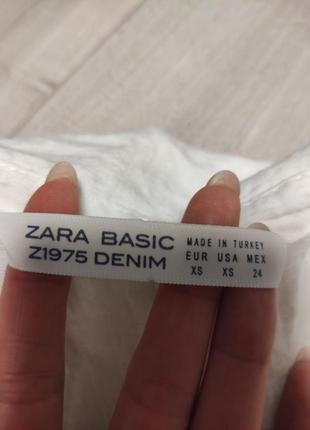 ZARA BASIC
Z1975 DENIM
MADE IN TURKEY
EUR USA MEX
XS XS 24